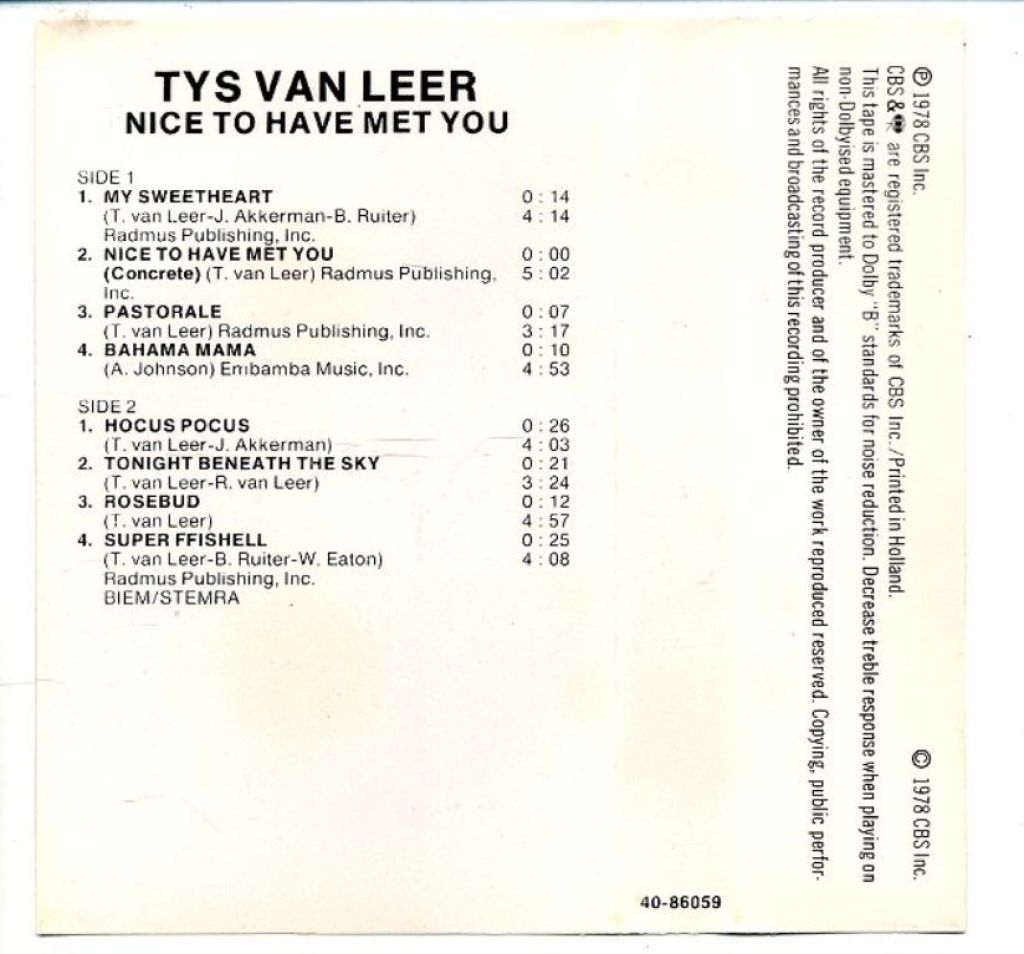 TYS VAN LEER
NICE TO HAVE MET YOU
SIDE 1
1. MY SWEETHEART 0 : 14
(T. van Leer-J. Akkerman-B. Ruiter) 4 : 14
Radmus Publishing, Inc.
2. NICE TO HAVE MET YOU 0 : 00
(Concrete) (T. van Leer) Radmus Publishing, 5 : 02
Inc.
3. PASTORALE 0 : 07
(T. van Leer) Radmus Publishing, Inc. 3 : 17
4. BAHAMA MAMA 0 : 10
(A. Johnson) Embamba Music, Inc. 4 : 53
SIDE 2
1. HOCUS POCUS 0 : 26
(T. van Leer-J. Akkerman) 4 : 03
2. TONIGHT BENEATH THE SKY 0 : 21
(T. van Leer-R. van Leer) 3 : 24
3. ROSEBUD 0 : 12
(T. van Leer) 4 : 57
4. SUPER FFISHELL 0 : 25
(T. van Leer-B. Ruiter-W. Eaton) 4 : 08
Radmus Publishing, Inc.
BIEM/STEMRA
40-86059
℗ 1978 CBS Inc. © 1978 CBS Inc.
CBS & are registered trademarks of CBS Inc./Printed in Holland.
This tape is mastered to Dolby "B" standards for noise reduction. Decrease treble response when playing on
non-Dolbyised equipment.
All rights of the record producer and of the owner of the work reproduced reserved. Copying, public perfor-
mances and broadcasting of this recording prohibited.